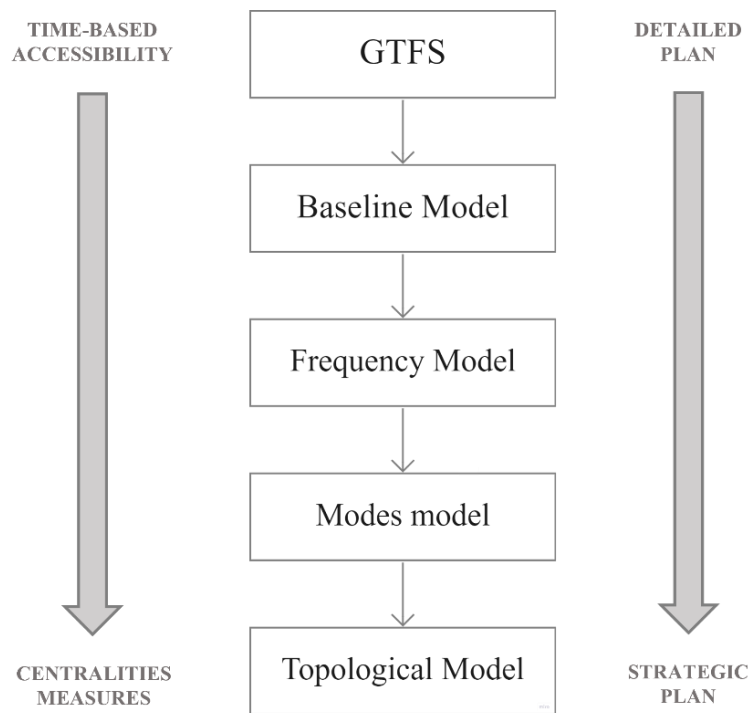 TIME-BASED
ACCESSIBILITY
GTFS
DETAILED
PLAN
Baseline Model
Frequency Model
Modes model
Topological Model
CENTRALITIES
MEASURES
STRATEGIC
PLAN